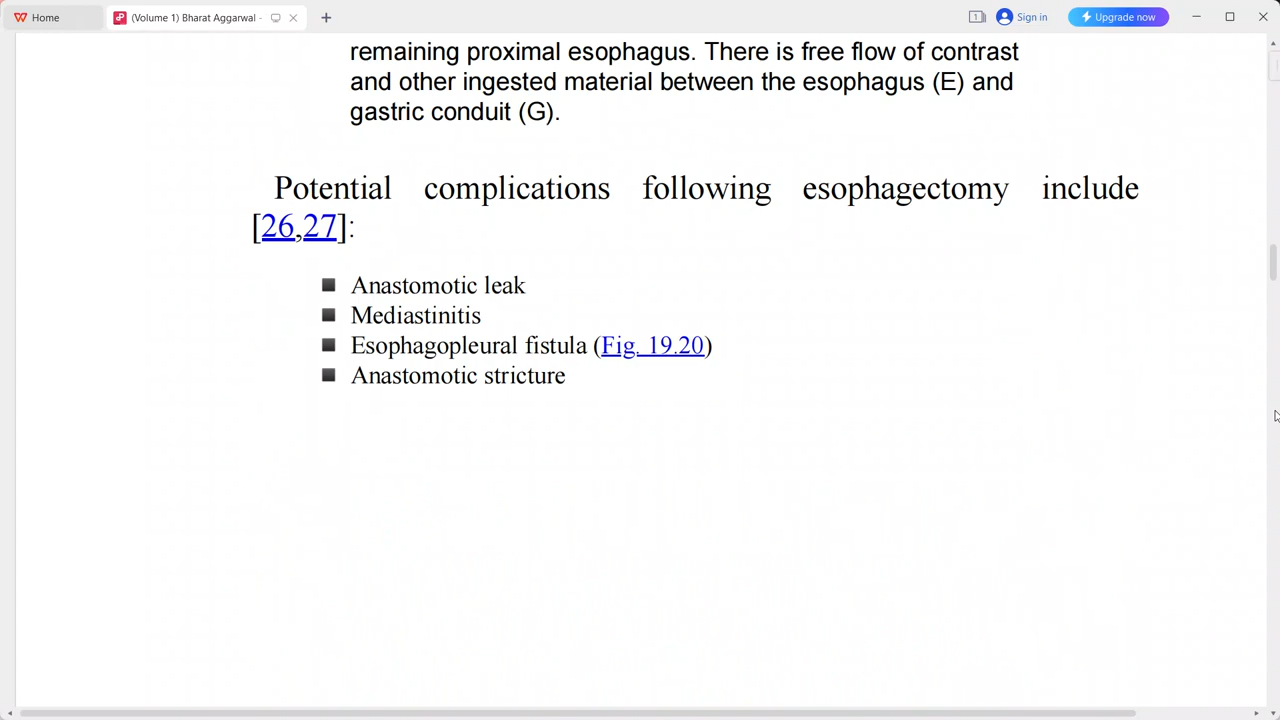 Home
(Volume 1) Bharat Aggarwal -
1
Sign in
Upgrade now
remaining proximal esophagus. There is free flow of contrast
and other ingested material between the esophagus (E) and
gastric conduit (G).
Potential complications following esophagectomy include
[26,27]:
Anastomotic leak
Mediastinitis
Esophagopleural fistula (Fig. 19.20)
Anastomotic stricture